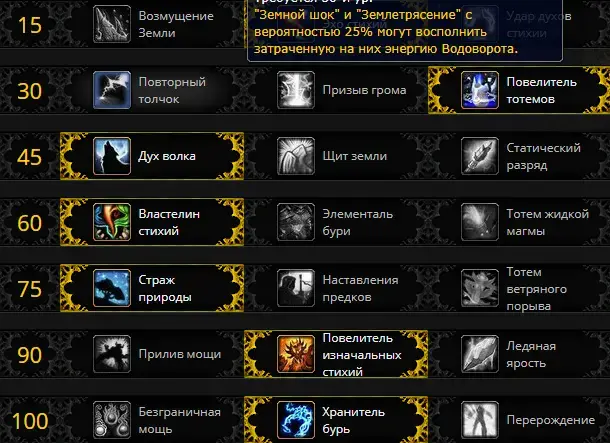 "Земной шок" и "Землетрясение" с
вероятностью 25% могут восполнить
затраченную на них энергию Водоворота.
15
Возмущение
Земли
Удар духов
стихии
30
Повторный
толчок
Призыв грома
Повелитель
тотемов
45
Дух волка
Щит земли
Статический
разряд
60
Властелин
стихий
Элементаль
бури
Тотем жидкой
магмы
75
Страж
природы
Наставления
предков
Тотем
ветряного
порыва
90
Прилив мощи
Повелитель
изначальных
стихий
Ледяная
ярость
100
Безграничная
мощь
Хранитель
бурь
Перерождение